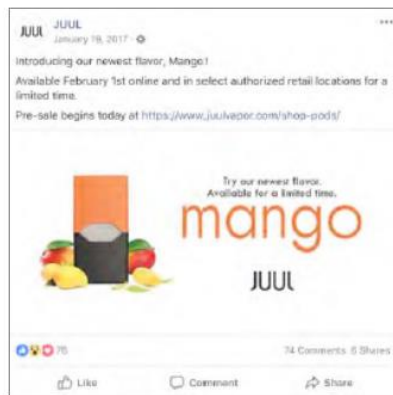 JUUL
JUUL
January 19, 2017 ·
Introducing our newest flavor, Mango!
Available February 1st online and in select authorized retail locations for a
limited time.
Pre-sale begins today at https://www.juulvapor.com/shop-pods/
Try our newest flavor.
Available for a limited time.
mango
JUUL
76
74 Comments 6 Shares
Like
Comment
Share